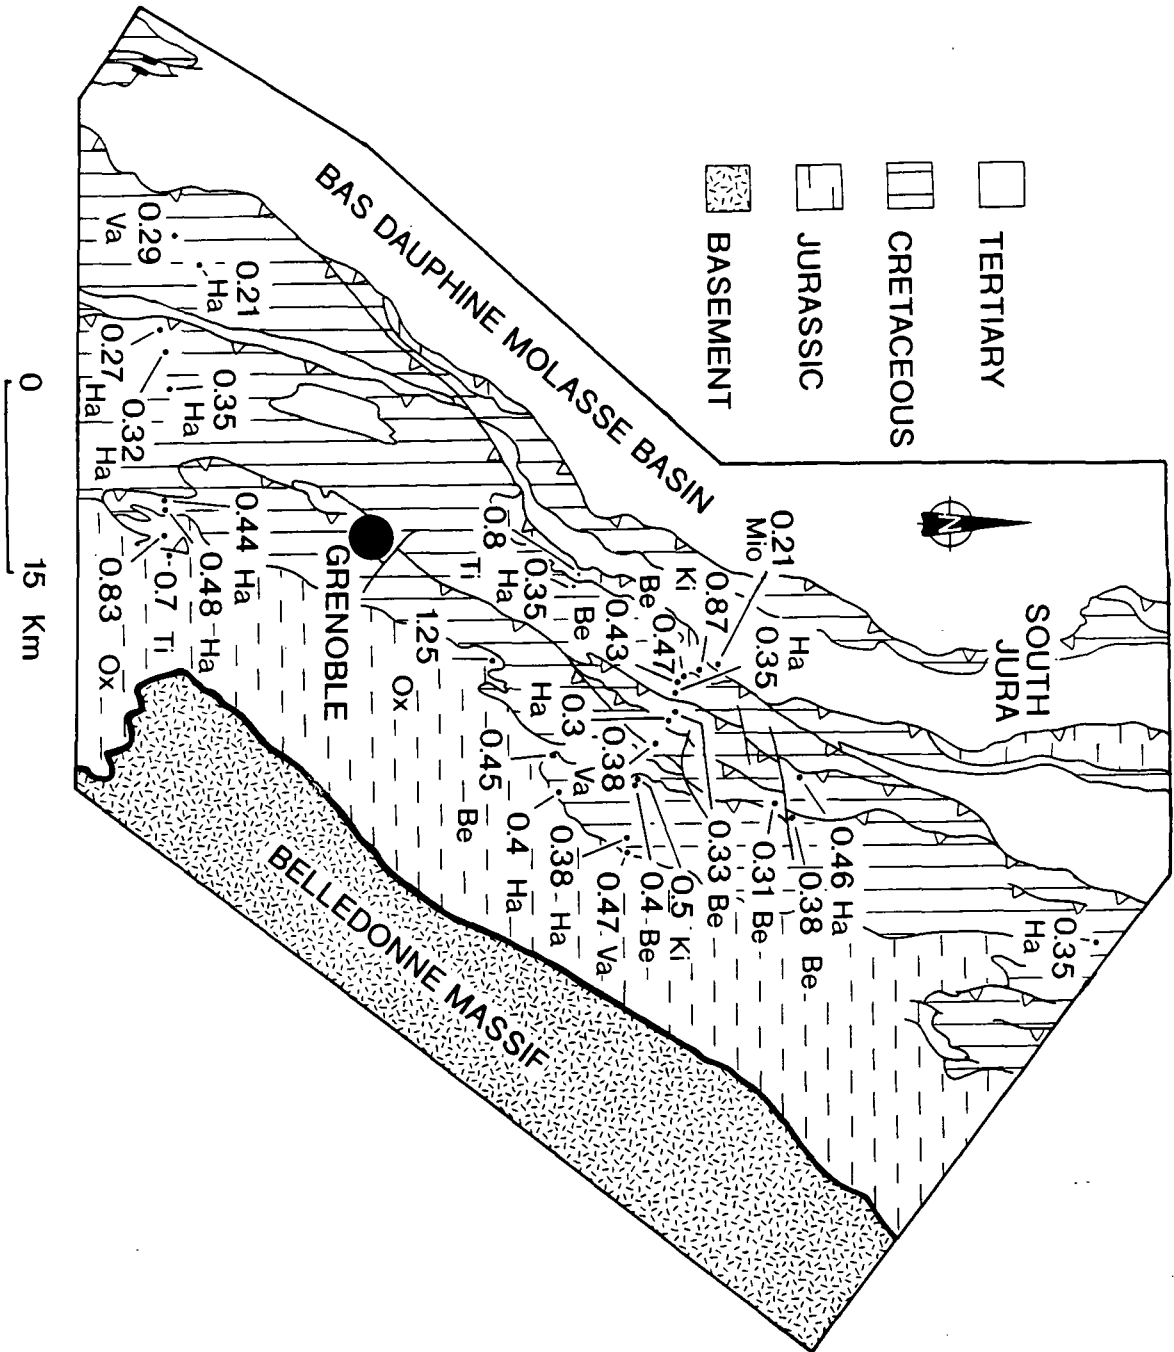 TERTIARY
CRETACEOUS
JURASSIC
BASEMENT
N
SOUTH
JURA
BAS DAUPHINE MOLASSE BASIN
0.35
Ha
0.46 Ha
0.38 Be
0.31 Be
0.33 Be
0.5 Ki
0.4 Be
0.47 Va
0.38 Ha
0.4 Ha
0.21
Mio
Ha
0.35
0.87
Ki
0.47
Be
0.43
Be
0.35
Ha
0.8
Ti
0.38
Va
0.3
Ha
0.45
Be
1.25
Ox
GRENOBLE
BELLEDONNE MASSIF
0.21
Ha
0.29
Va
0.35
Ha
0.32
Ha
0.27
Ha
0.44 Ha
0.48 Ha
0.7 Ti
0.83 Ox
0 15 Km